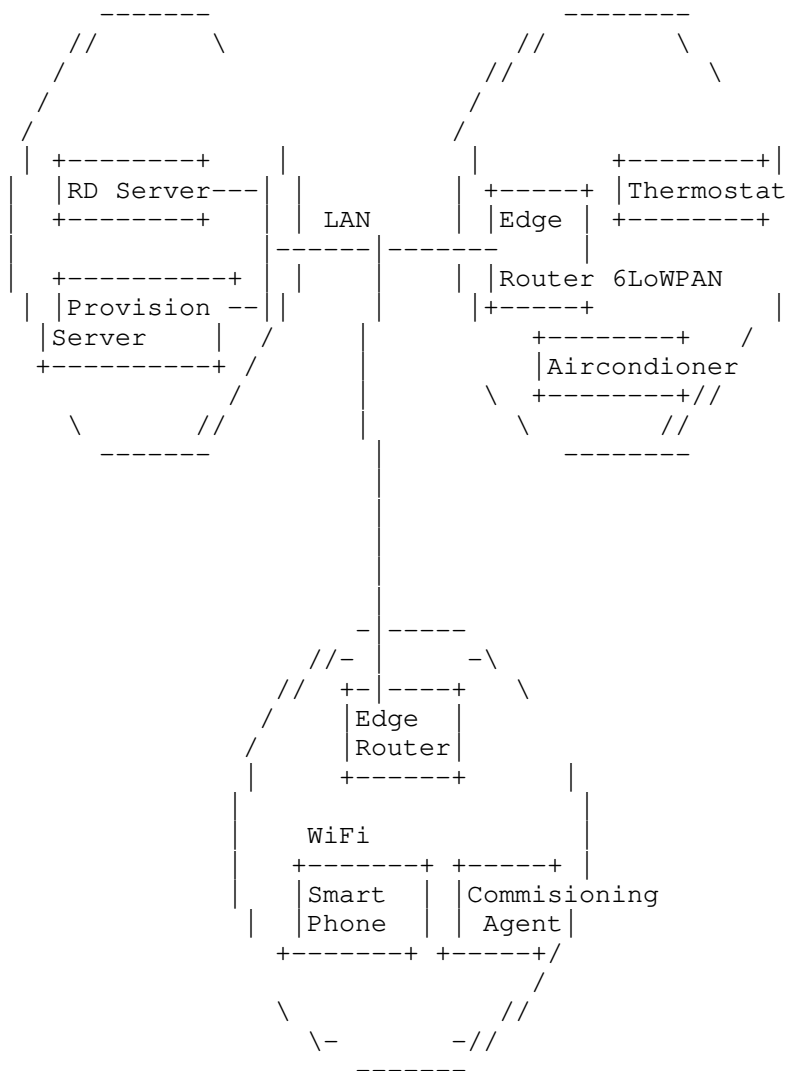 RD Server
Thermostat
LAN
Edge
Provision
Router 6LoWPAN
Server
Aircondioner
Edge
Router
WiFi
Smart
Commisioning
Phone
Agent